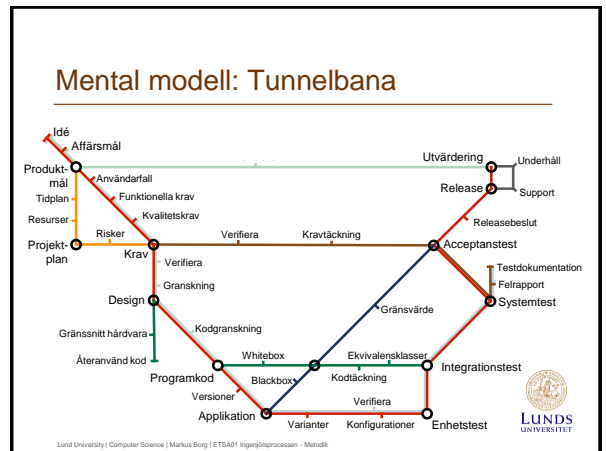 Mental modell: Tunnelbana
Idé
Affärsmål
Produkt-
mål
Användarfall
Utvärdering
Underhåll
Tidplan
Funktionella krav
Release
Support
Resurser
Kvalitetskrav
Releasebeslut
Projekt-
plan
Risker
Krav
Verifiera
Kravtäckning
Acceptanstest
Verifiera
Testdokumentation
Granskning
Felrapport
Design
Systemtest
Gränsvärde
Gränssnitt hårdvara
Kodgranskning
Återanvänd kod
Whitebox
Ekvivalensklasser
Integrationstest
Programkod
Blackbox
Kodtäckning
Versioner
Verifiera
Applikation
Varianter
Konfigurationer
Enhetstest
LUNDS
UNIVERSITET
Lund University | Computer Science | Markus Borg | ETSA01 Ingenjörsprocessen - Metodik